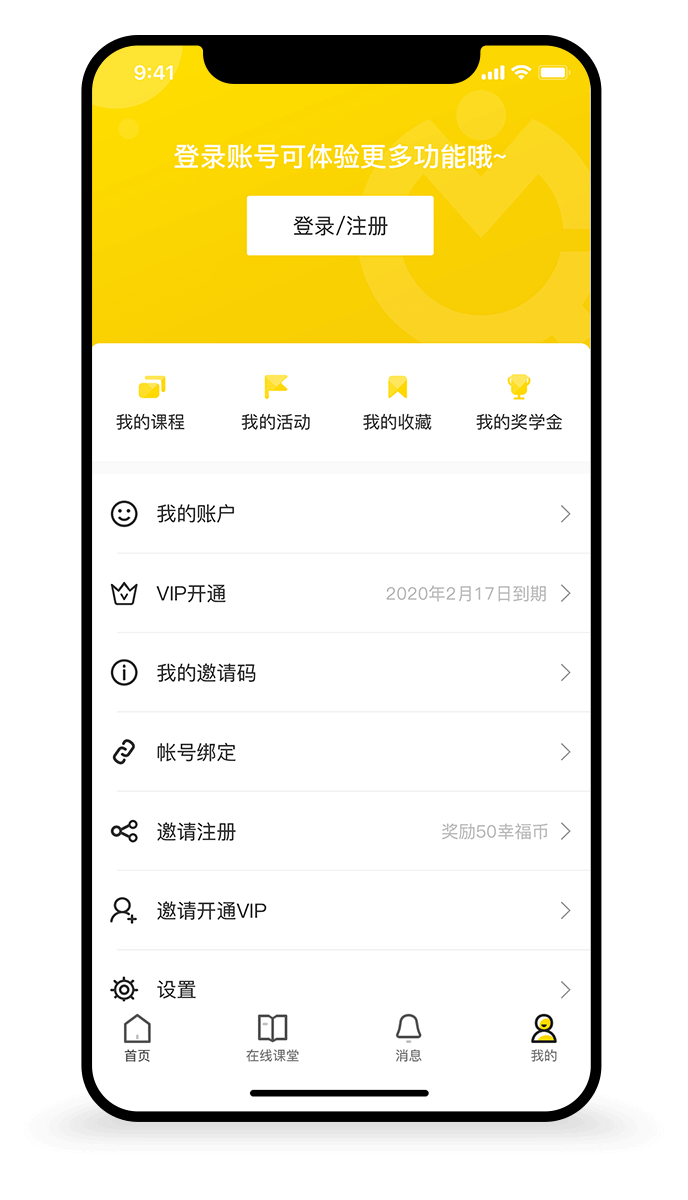 9:41
登录账号可体验更多功能哦~
登录/注册
我的课程 我的活动 我的收藏 我的奖学金
我的账户
VIP开通 2020年2月17日到期
我的邀请码
帐号绑定
邀请注册 奖励50幸福币
邀请开通VIP
设置
首页 在线课堂 消息 我的